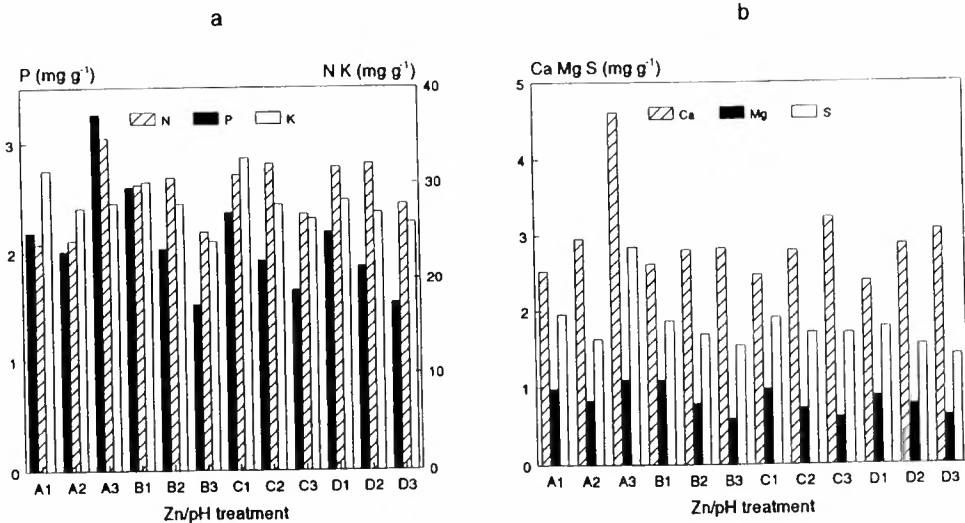 a
P (mg g⁻¹)
N K (mg g⁻¹)
N P K
3
2
1
0
40
30
20
10
0
A1 A2 A3 B1 B2 B3 C1 C2 C3 D1 D2 D3
Zn/pH treatment
b
Ca Mg S (mg g⁻¹)
Ca Mg S
5
4
3
2
1
0
A1 A2 A3 B1 B2 B3 C1 C2 C3 D1 D2 D3
Zn/pH treatment